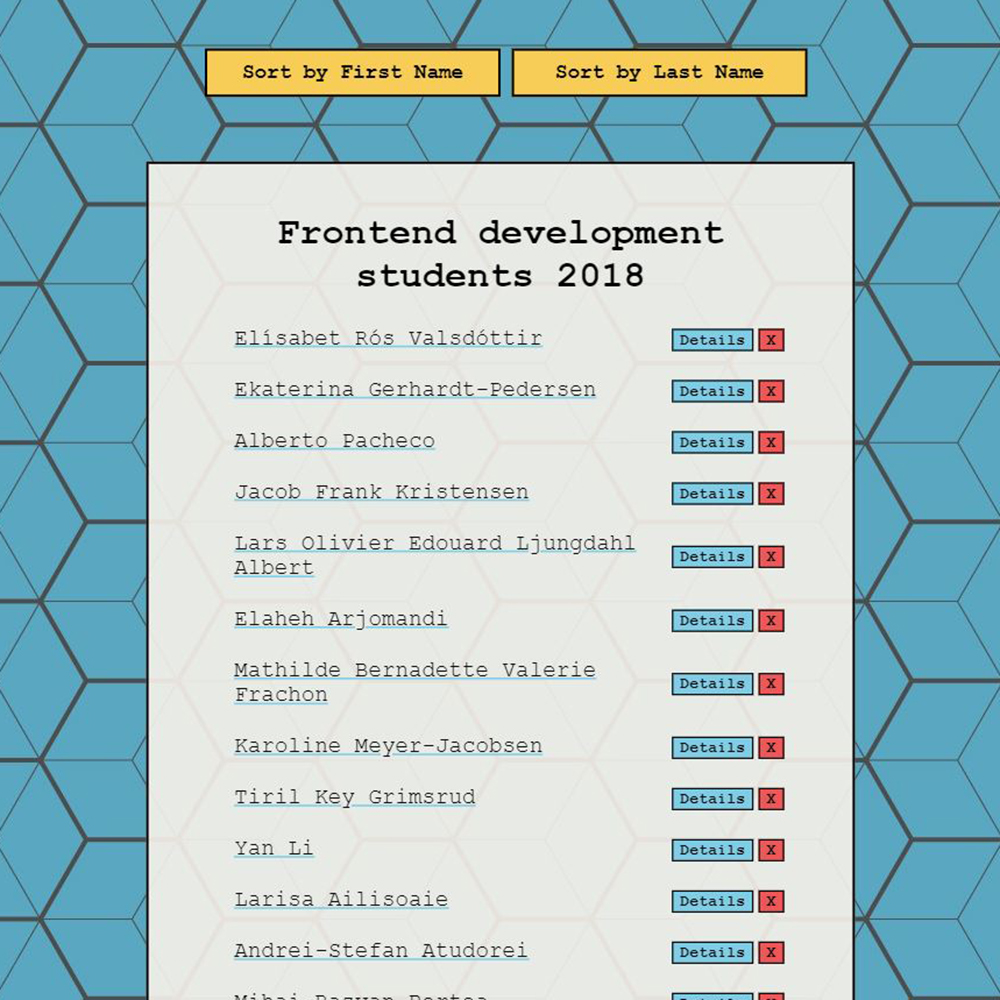 Sort by First Name Sort by Last Name
Frontend development
students 2018
Elísabet Rós Valsdóttir Details X
Ekaterina Gerhardt-Pedersen Details X
Alberto Pacheco Details X
Jacob Frank Kristensen Details X
Lars Olivier Edouard Ljungdahl
Albert Details X
Elaheh Arjomandi Details X
Mathilde Bernadette Valerie
Frachon Details X
Karoline Meyer-Jacobsen Details X
Tiril Key Grimsrud Details X
Yan Li Details X
Larisa Ailisoaie Details X
Andrei-Stefan Atudorei Details X